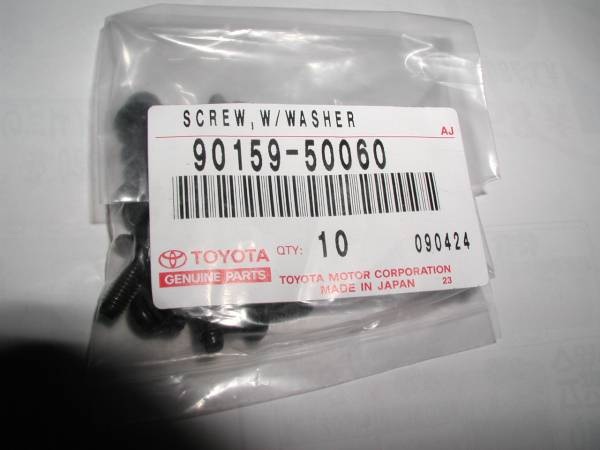 SCREW, W/WASHER
AJ
90159-50060
TOYOTA
GENUINE PARTS
QTY: 10
090424
TOYOTA MOTOR CORPORATION
MADE IN JAPAN 23